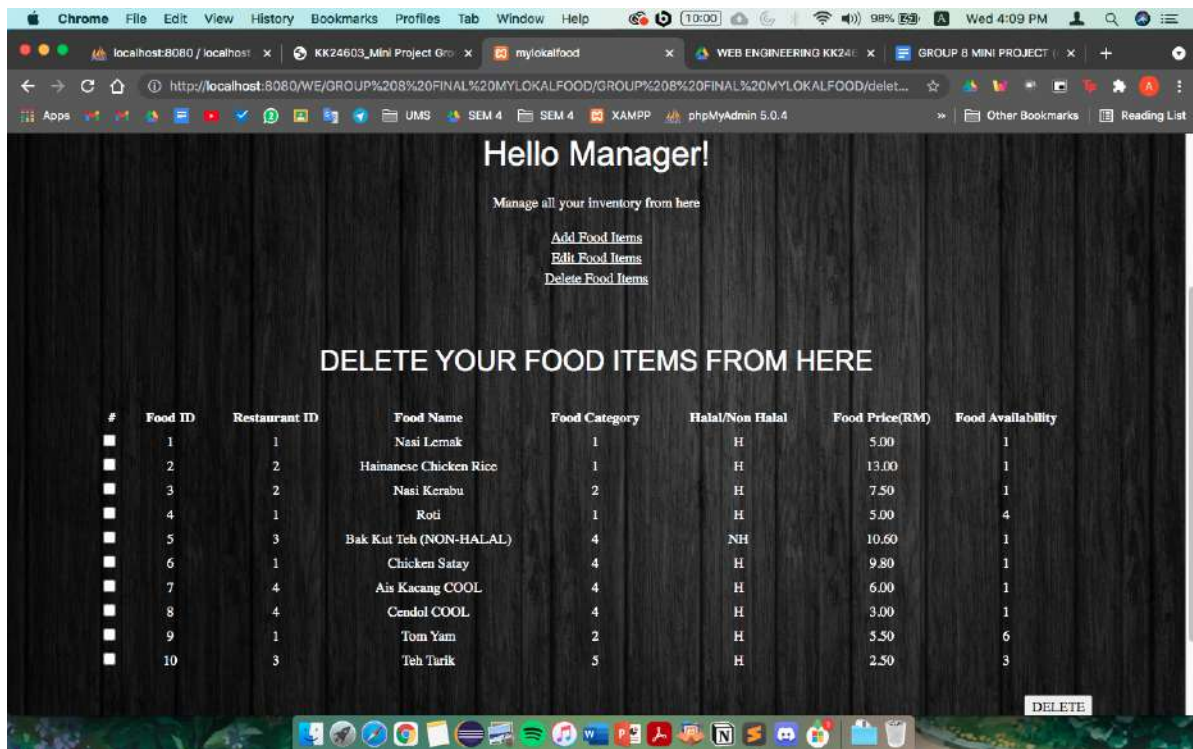 Chrome File Edit View History Bookmarks Profiles Tab Window Help 10:00 98% A Wed 4:09 PM
localhost:8080 / localhost KK24603_Mini Project Gro mylokalfood WEB ENGINEERING KK246 GROUP 8 MINI PROJECT (
http://localhost:8080/WE/GROUP%208%20FINAL%20MYLOKALFOOD/GROUP%208%20FINAL%20MYLOKALFOOD/delet...
Apps UMS SEM 4 SEM 4 XAMPP phpMyAdmin 5.0.4 » Other Bookmarks Reading List
Hello Manager!
Manage all your inventory from here
Add Food Items
Edit Food Items
Delete Food Items
DELETE YOUR FOOD ITEMS FROM HERE
# Food ID Restaurant ID Food Name Food Category Halal/Non Halal Food Price(RM) Food Availability
1 1 Nasi Lemak 1 H 5.00 1
2 2 Hainanese Chicken Rice 1 H 13.00 1
3 2 Nasi Kerabu 2 H 7.50 1
4 1 Roti 1 H 5.00 4
5 3 Bak Kut Teh (NON-HALAL) 4 NH 10.60 1
6 1 Chicken Satay 4 H 9.80 1
7 4 Ais Kacang COOL 4 H 6.00 1
8 4 Cendol COOL 4 H 3.00 1
9 1 Tom Yam 2 H 5.50 6
10 3 Teh Tarik 5 H 2.50 3
DELETE